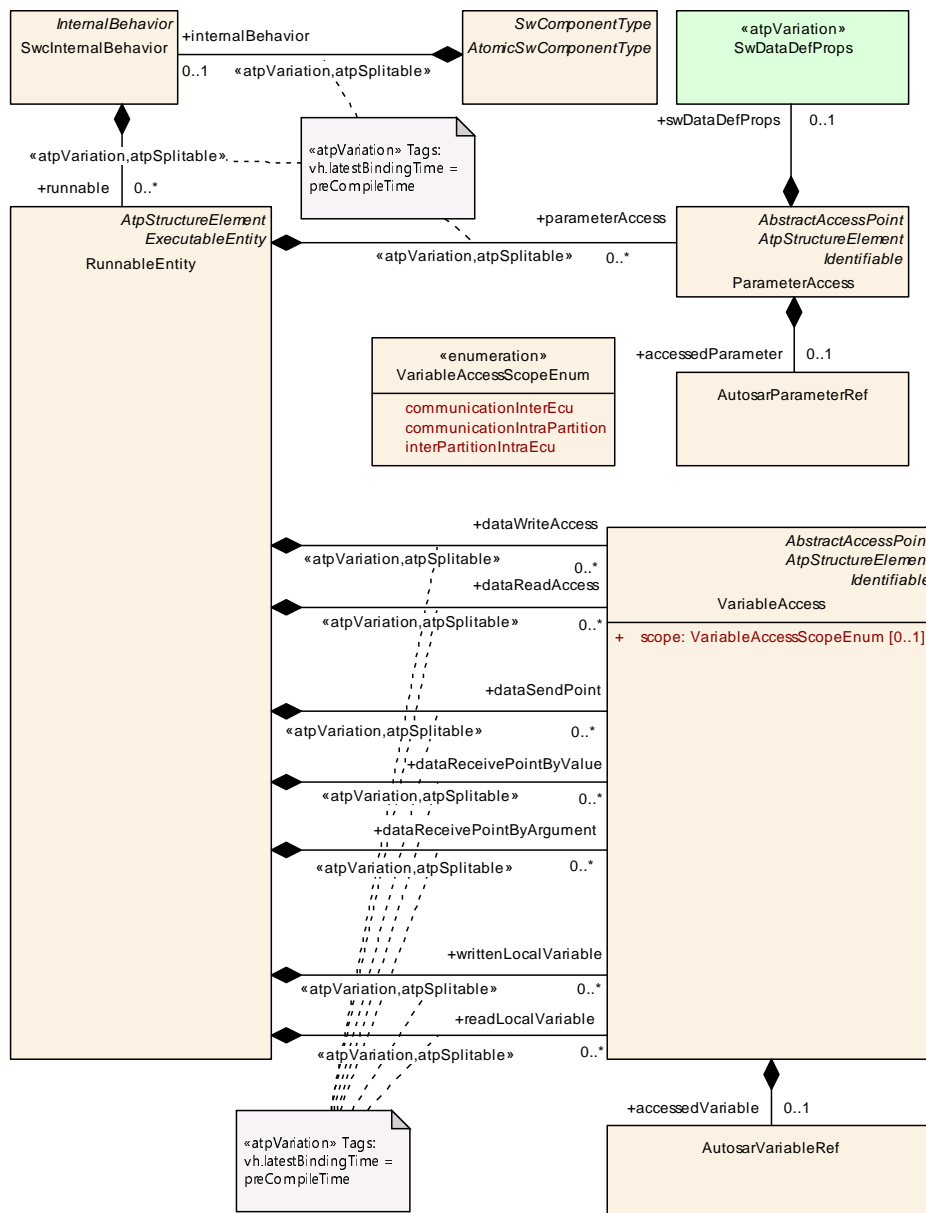 InternalBehavior
SwcInternalBehavior
+internalBehavior
0..1
«atpVariation,atpSplitable»
SwComponentType
AtomicSwComponentType
«atpVariation»
SwDataDefProps
+swDataDefProps
0..1
«atpVariation» Tags:
vh.latestBindingTime =
preCompileTime
«atpVariation,atpSplitable»
+runnable
0..*
AtpStructureElement
ExecutableEntity
RunnableEntity
+parameterAccess
«atpVariation,atpSplitable»
0..*
AbstractAccessPoint
AtpStructureElement
Identifiable
ParameterAccess
+accessedParameter
0..1
AutosarParameterRef
«enumeration»
VariableAccessScopeEnum
communicationInterEcu
communicationIntraPartition
interPartitionIntraEcu
+dataWriteAccess
«atpVariation,atpSplitable»
0..*
+dataReadAccess
«atpVariation,atpSplitable»
0..*
AbstractAccessPoint
AtpStructureElement
Identifiable
VariableAccess
+ scope: VariableAccessScopeEnum [0..1]
+dataSendPoint
«atpVariation,atpSplitable»
0..*
+dataReceivePointByValue
«atpVariation,atpSplitable»
0..*
+dataReceivePointByArgument
«atpVariation,atpSplitable»
0..*
+writtenLocalVariable
«atpVariation,atpSplitable»
0..*
+readLocalVariable
«atpVariation,atpSplitable»
0..*
+accessedVariable
0..1
AutosarVariableRef
«atpVariation» Tags:
vh.latestBindingTime =
preCompileTime